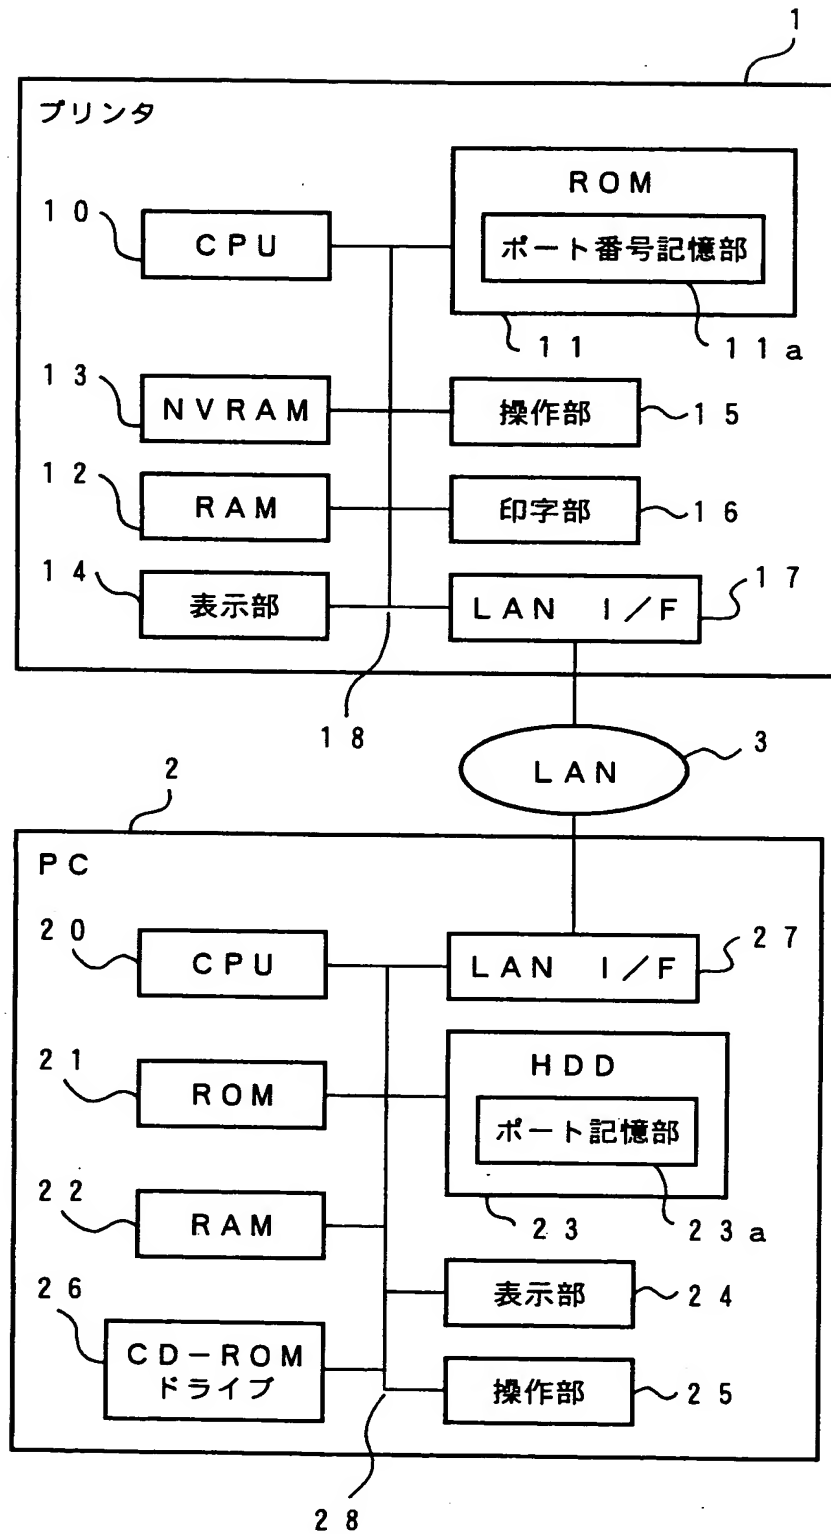 1
プリンタ
ROM
10
CPU
ポート番号記憶部
11
11a
13
NVRAM
操作部
15
12
RAM
印字部
16
14
表示部
LAN I/F
17
18
LAN
3
2
PC
20
CPU
LAN I/F
27
21
ROM
HDD
ポート記憶部
22
RAM
23
23a
26
表示部
24
CD-ROM
ドライブ
操作部
25
28